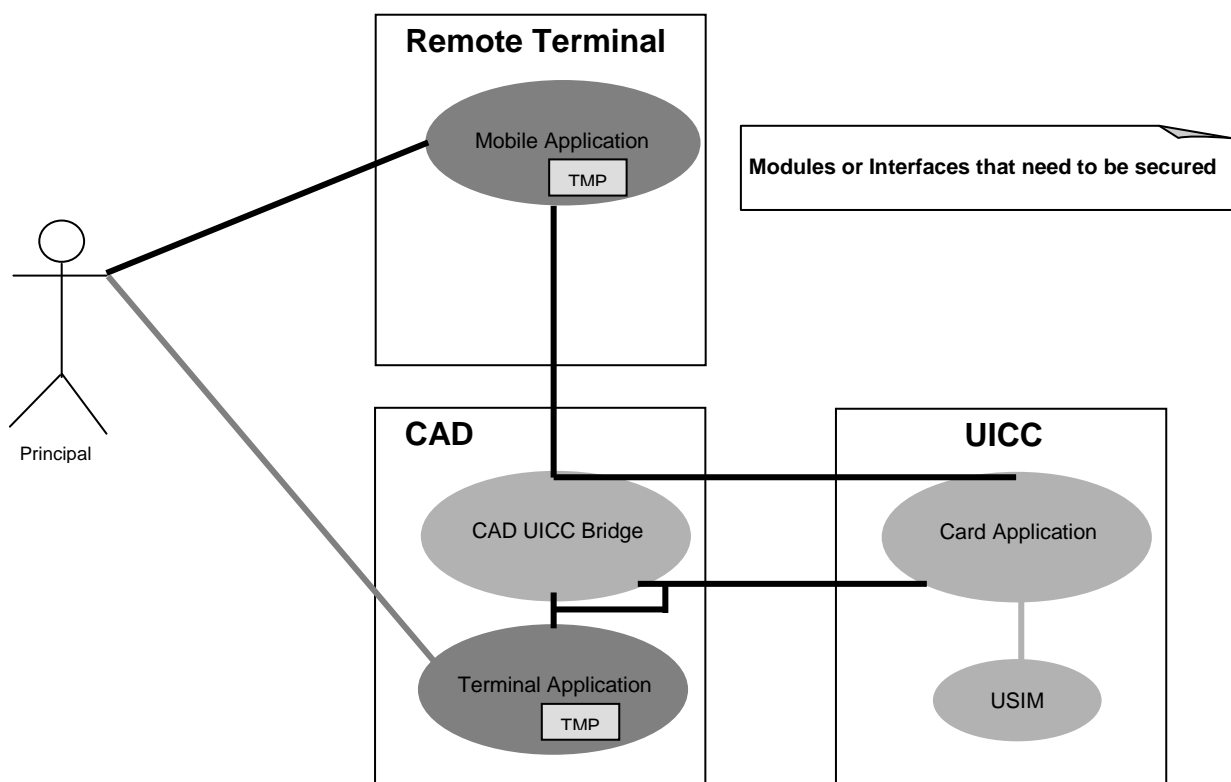 Remote Terminal
Mobile Application
TMP
Modules or Interfaces that need to be secured
Principal
CAD
UICC
CAD UICC Bridge
Card Application
Terminal Application
TMP
USIM